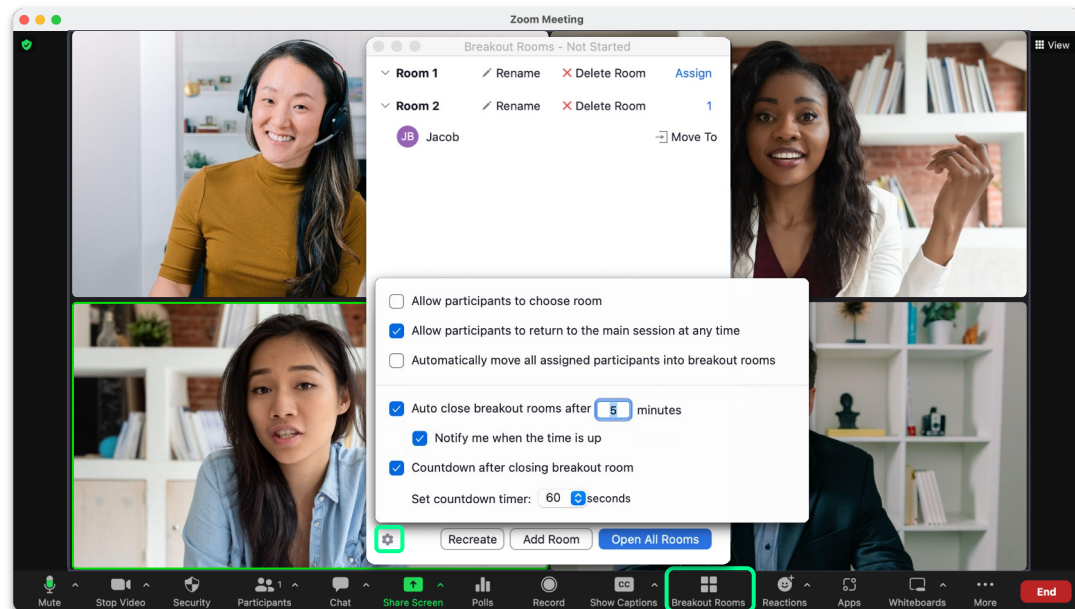 Zoom Meeting
View
Breakout Rooms - Not Started
Room 1 Rename Delete Room Assign
Room 2 Rename Delete Room 1
JB Jacob Move To
Allow participants to choose room
Allow participants to return to the main session at any time
Automatically move all assigned participants into breakout rooms
Auto close breakout rooms after 5 minutes
Notify me when the time is up
Countdown after closing breakout room
Set countdown timer: 60 seconds
Recreate Add Room Open All Rooms
1 CC
Mute Stop Video Security Participants Chat Share Screen Polls Record Show Captions Breakout Rooms Reactions Apps Whiteboards More End